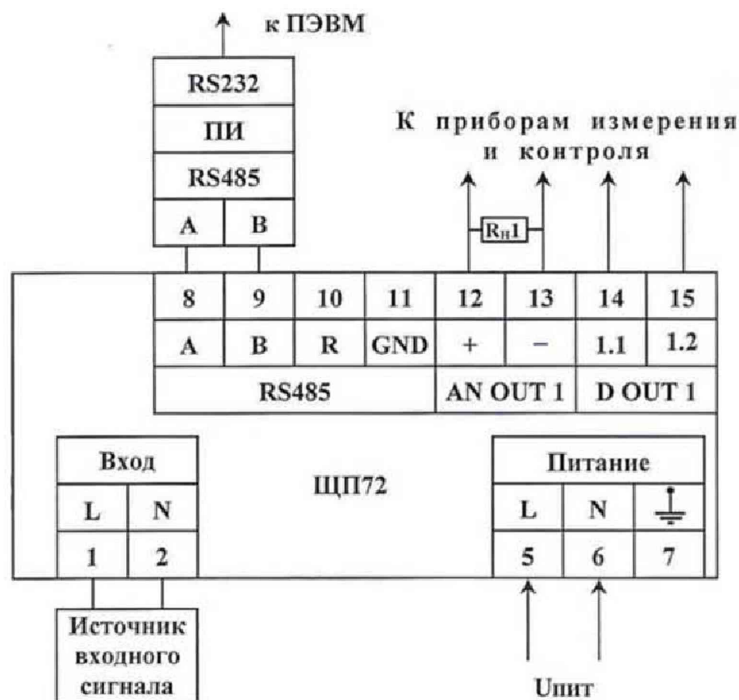 к ПЭВМ
RS232
ПИ
RS485
A B
К приборам измерения
и контроля
Rн1
8 9 10 11 12 13 14 15
A B R GND + − 1.1 1.2
RS485 AN OUT 1 D OUT 1
Вход
L N
1 2
ЩП72
Питание
L N
5 6 7
Источник
входного
сигнала
Uпит